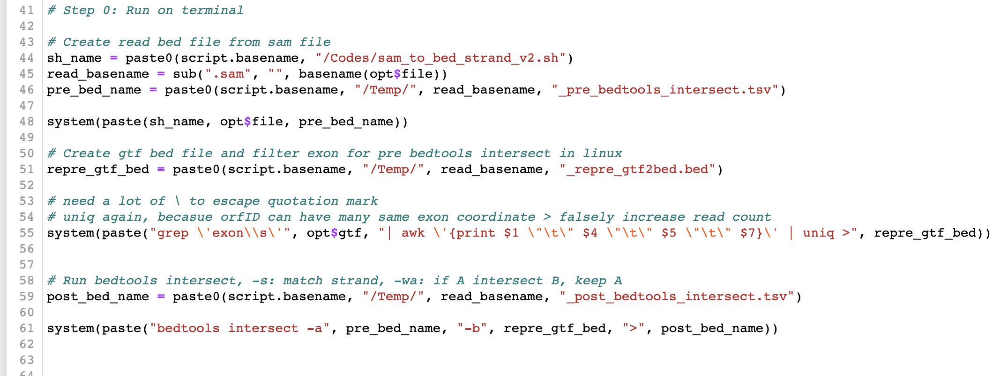 41 # Step 0: Run on terminal
42
43 # Create read bed file from sam file
44 sh_name = paste0(script.basename, "/Codes/sam_to_bed_strand_v2.sh")
45 read_basename = sub(".sam", "", basename(opt$file))
46 pre_bed_name = paste0(script.basename, "/Temp/", read_basename, "_pre_bedtools_intersect.tsv")
47
48 system(paste(sh_name, opt$file, pre_bed_name))
49
50 # Create gtf bed file and filter exon for pre bedtools intersect in linux
51 repre_gtf_bed = paste0(script.basename, "/Temp/", read_basename, "_repre_gtf2bed.bed")
52
53 # need a lot of \ to escape quotation mark
54 # uniq again, becasue orfID can have many same exon coordinate > falsely increase read count
55 system(paste("grep \'exon\\s\'", opt$gtf, "| awk \'{print $1 \"\t\" $4 \"\t\" $5 \"\t\" $7}\' | uniq >", repre_gtf_bed))
56
57
58 # Run bedtools intersect, -s: match strand, -wa: if A intersect B, keep A
59 post_bed_name = paste0(script.basename, "/Temp/", read_basename, "_post_bedtools_intersect.tsv")
60
61 system(paste("bedtools intersect -a", pre_bed_name, "-b", repre_gtf_bed, ">", post_bed_name))
62
63
64